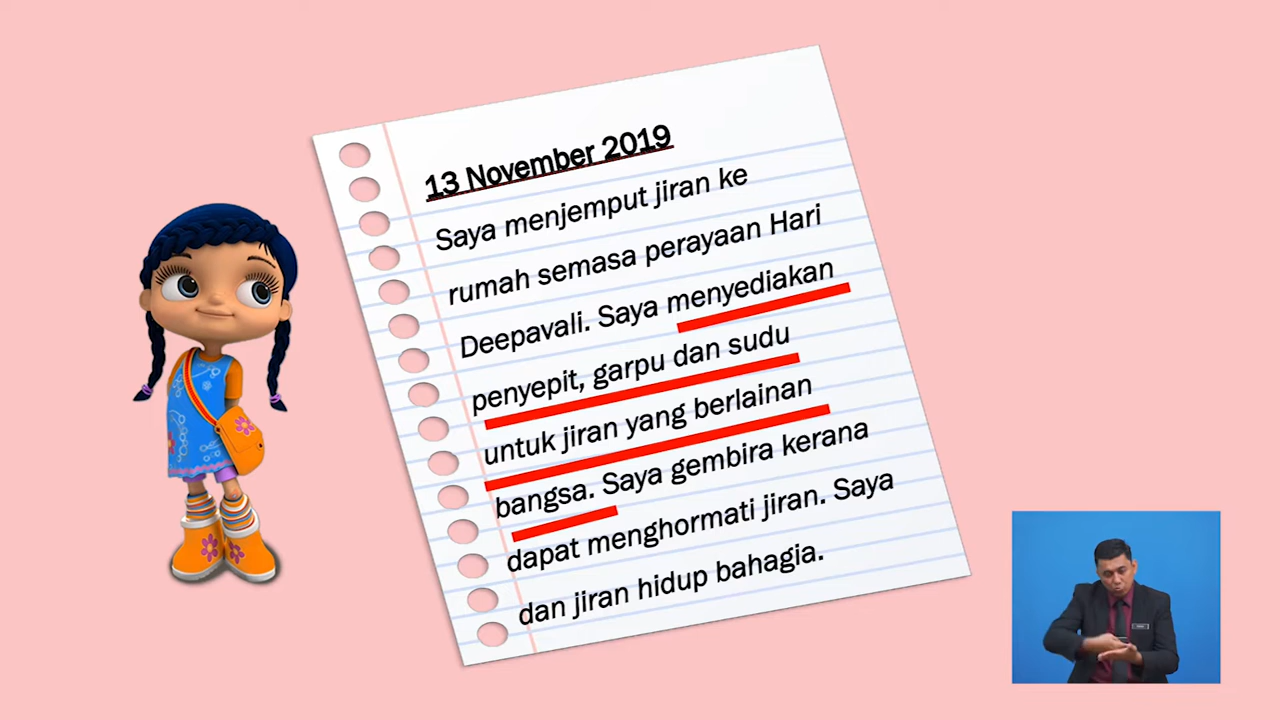 13 November 2019
Saya menjemput jiran ke
rumah semasa perayaan Hari
Deepavali. Saya menyediakan
penyepit, garpu dan sudu
untuk jiran yang berlainan
bangsa. Saya gembira kerana
dapat menghormati jiran. Saya
dan jiran hidup bahagia.